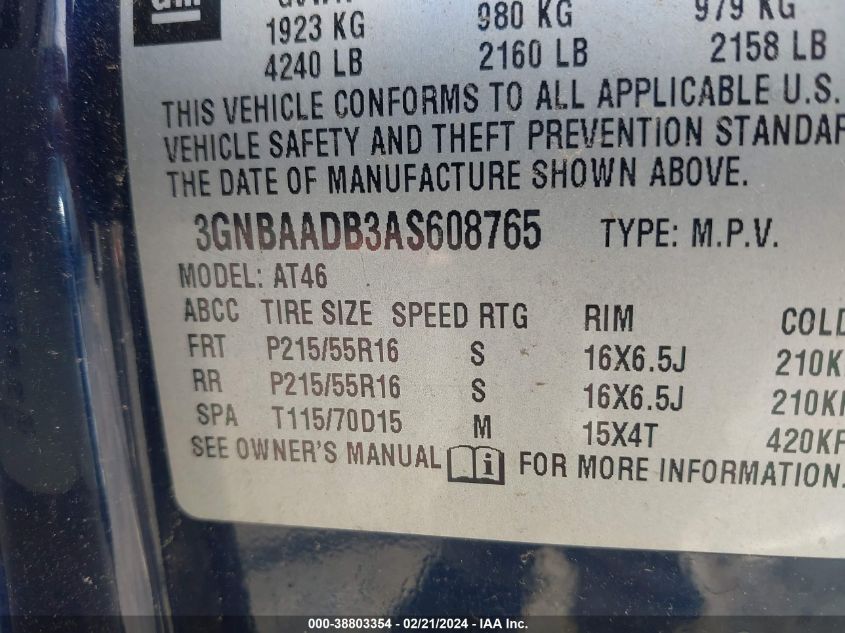 GM
1923 KG 980 KG 979 KG
4240 LB 2160 LB 2158 LB
THIS VEHICLE CONFORMS TO ALL APPLICABLE U.S.
VEHICLE SAFETY AND THEFT PREVENTION STANDAR
THE DATE OF MANUFACTURE SHOWN ABOVE.
3GNBAADB3AS608765 TYPE: M.P.V.
MODEL: AT46
ABCC TIRE SIZE SPEED RTG RIM COLD
FRT P215/55R16 S 16X6.5J 210K
RR P215/55R16 S 16X6.5J 210K
SPA T115/70D15 M 15X4T 420KP
SEE OWNER'S MANUAL i FOR MORE INFORMATION.
000-38803354 - 02/21/2024 - IAA Inc.